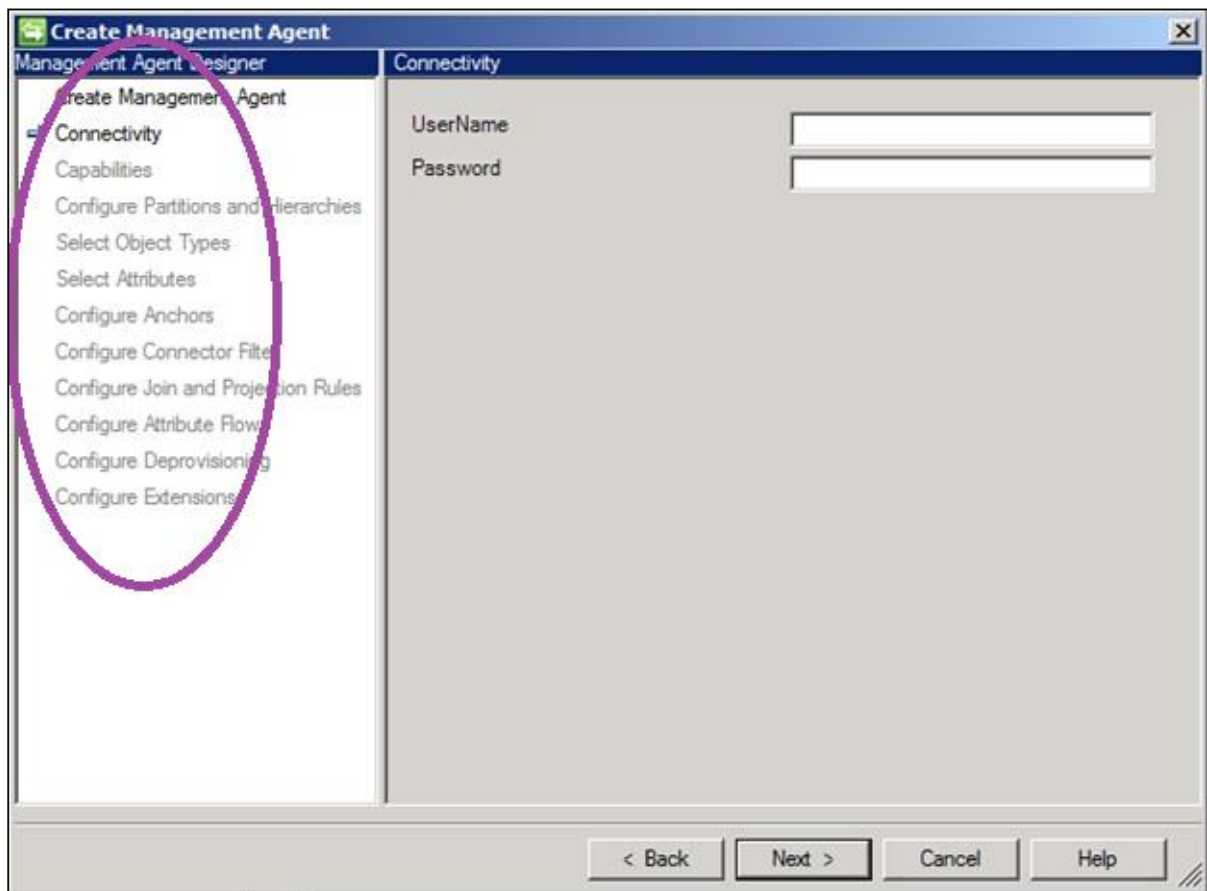 Create Management Agent
Management Agent Designer
Connectivity
Create Management Agent
Connectivity
Capabilities
Configure Partitions and Hierarchies
Select Object Types
Select Attributes
Configure Anchors
Configure Connector Filter
Configure Join and Projection Rules
Configure Attribute Flow
Configure Deprovisioning
Configure Extensions
UserName
Password
< Back
Next >
Cancel
Help